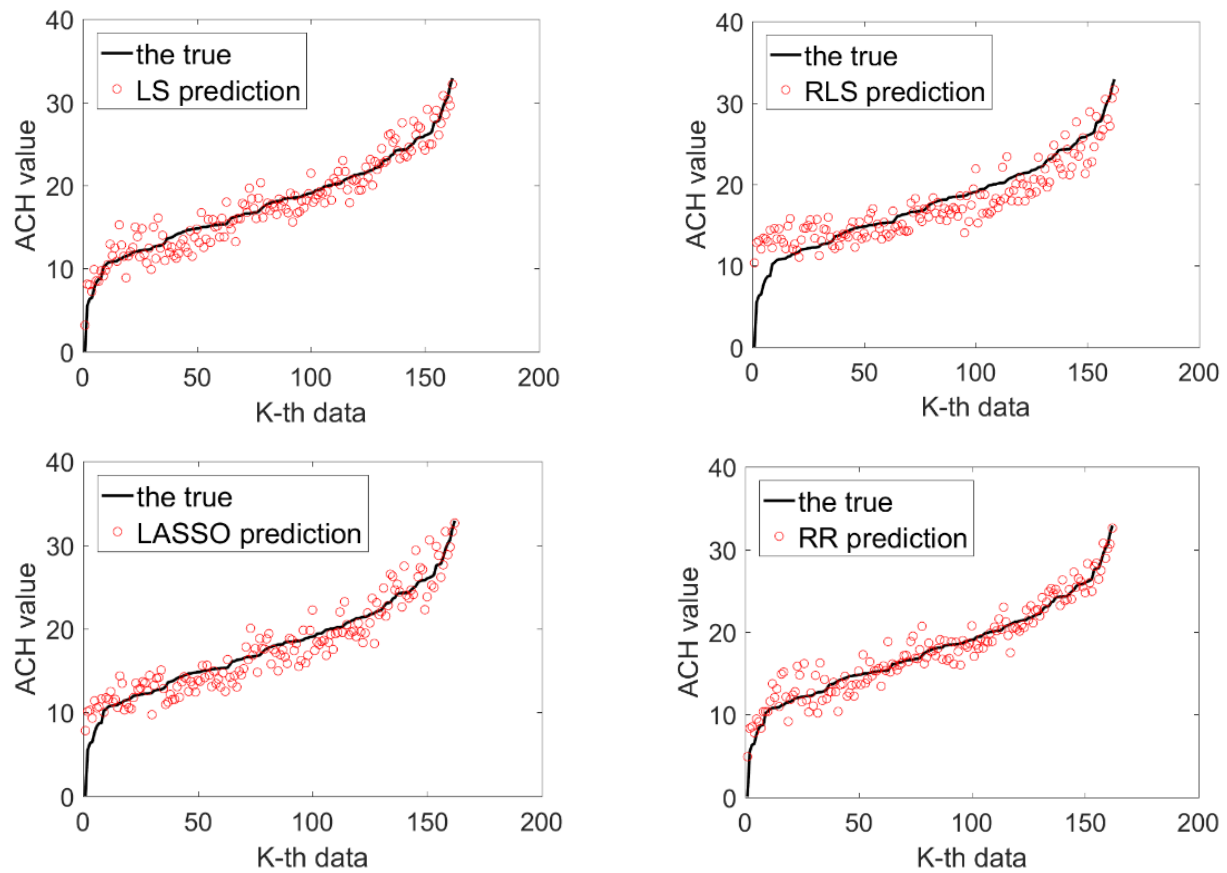 40
30
20
10
0
ACH value
the true
LS prediction
0 50 100 150 200
K-th data
40
30
20
10
0
ACH value
the true
RLS prediction
0 50 100 150 200
K-th data
40
30
20
10
0
ACH value
the true
LASSO prediction
0 50 100 150 200
K-th data
40
30
20
10
0
ACH value
the true
RR prediction
0 50 100 150 200
K-th data